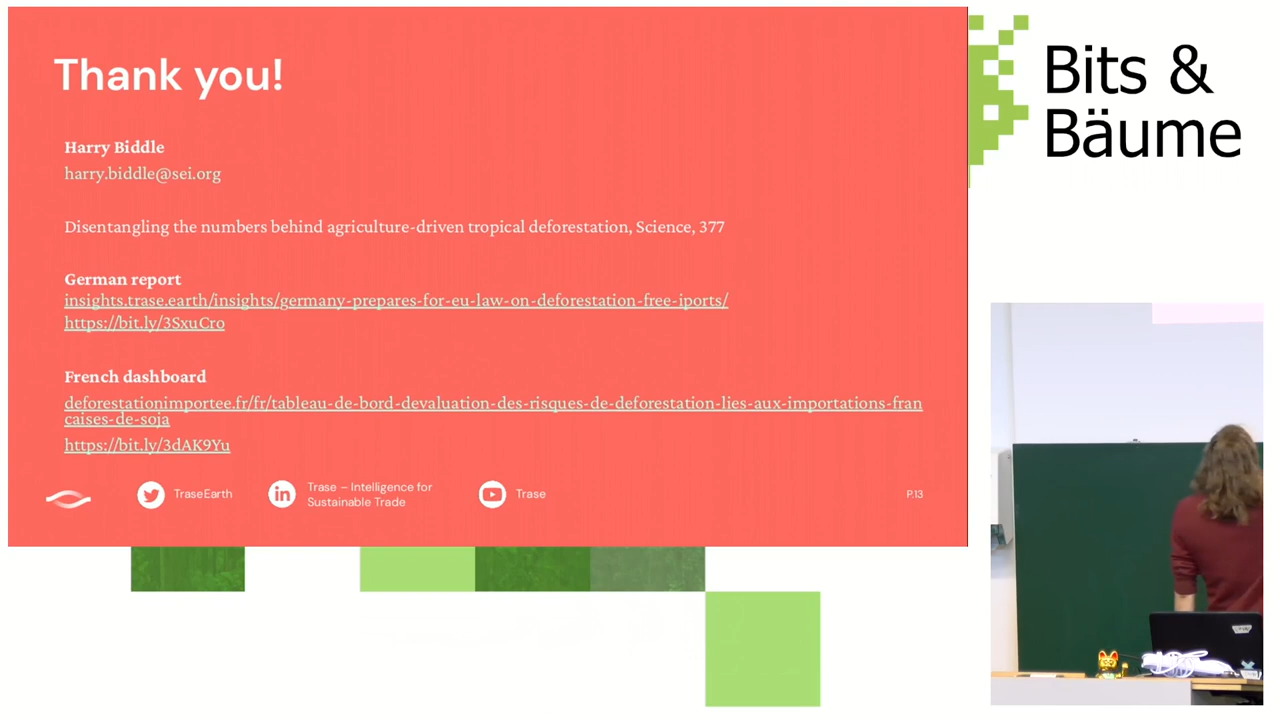 Thank you!
Harry Biddle
harry.biddle@sei.org
Disentangling the numbers behind agriculture-driven tropical deforestation, Science, 377
German report
insights.trase.earth/insights/germany-prepares-for-eu-law-on-deforestation-free-iports/
https://bit.ly/3SxuCro
French dashboard
deforestationimportee.fr/fr/tableau-de-bord-devaluation-des-risques-de-deforestation-lies-aux-importations-fran
caises-de-soja
https://bit.ly/3dAK9Yu
TraseEarth
Trase – Intelligence for
Sustainable Trade
Trase
P.13
Bits &
Bäume